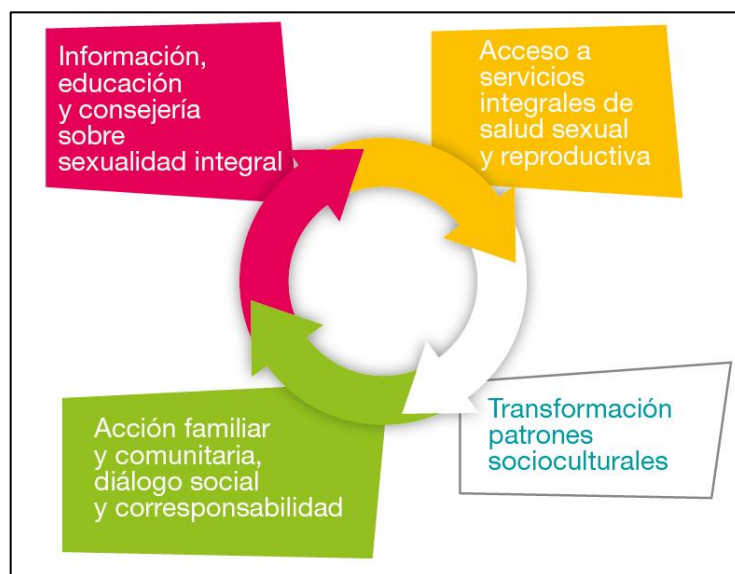 Información,
educación
y consejería
sobre
sexualidad integral
Acceso a
servicios
integrales de
salud sexual
y reproductiva
Acción familiar
y comunitaria,
diálogo social
y corresponsabilidad
Transformación
patrones
socioculturales